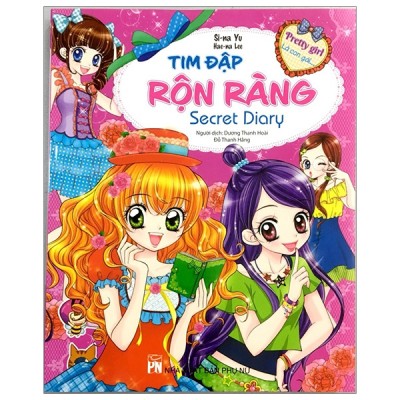 Si-na Yu
Hae-na Lee
TIM ĐẬP
RỘN RÀNG
Secret Diary
Người dịch: Dương Thanh Hoài
Đỗ Thanh Hằng
Pretty girl
Là con gái...
PN
NHÀ XUẤT BẢN PHỤ NỮ